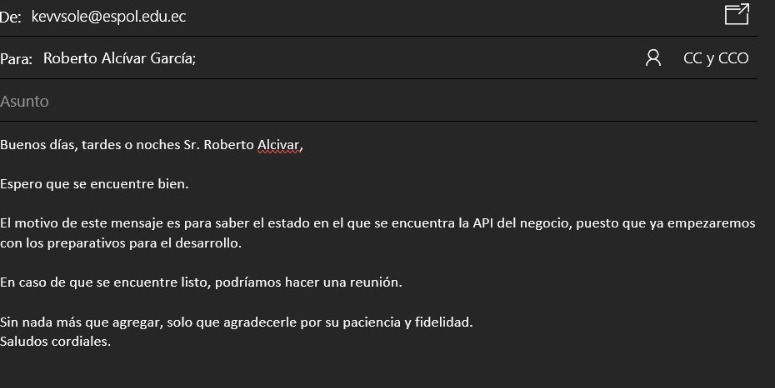 De: kevvsole@espol.edu.ec
Para: Roberto Alcívar García; CC y CCO
Asunto
Buenos días, tardes o noches Sr. Roberto Alcivar,
Espero que se encuentre bien.
El motivo de este mensaje es para saber el estado en el que se encuentra la API del negocio, puesto que ya empezaremos
con los preparativos para el desarrollo.
En caso de que se encuentre listo, podríamos hacer una reunión.
Sin nada más que agregar, solo que agradecerle por su paciencia y fidelidad.
Saludos cordiales.